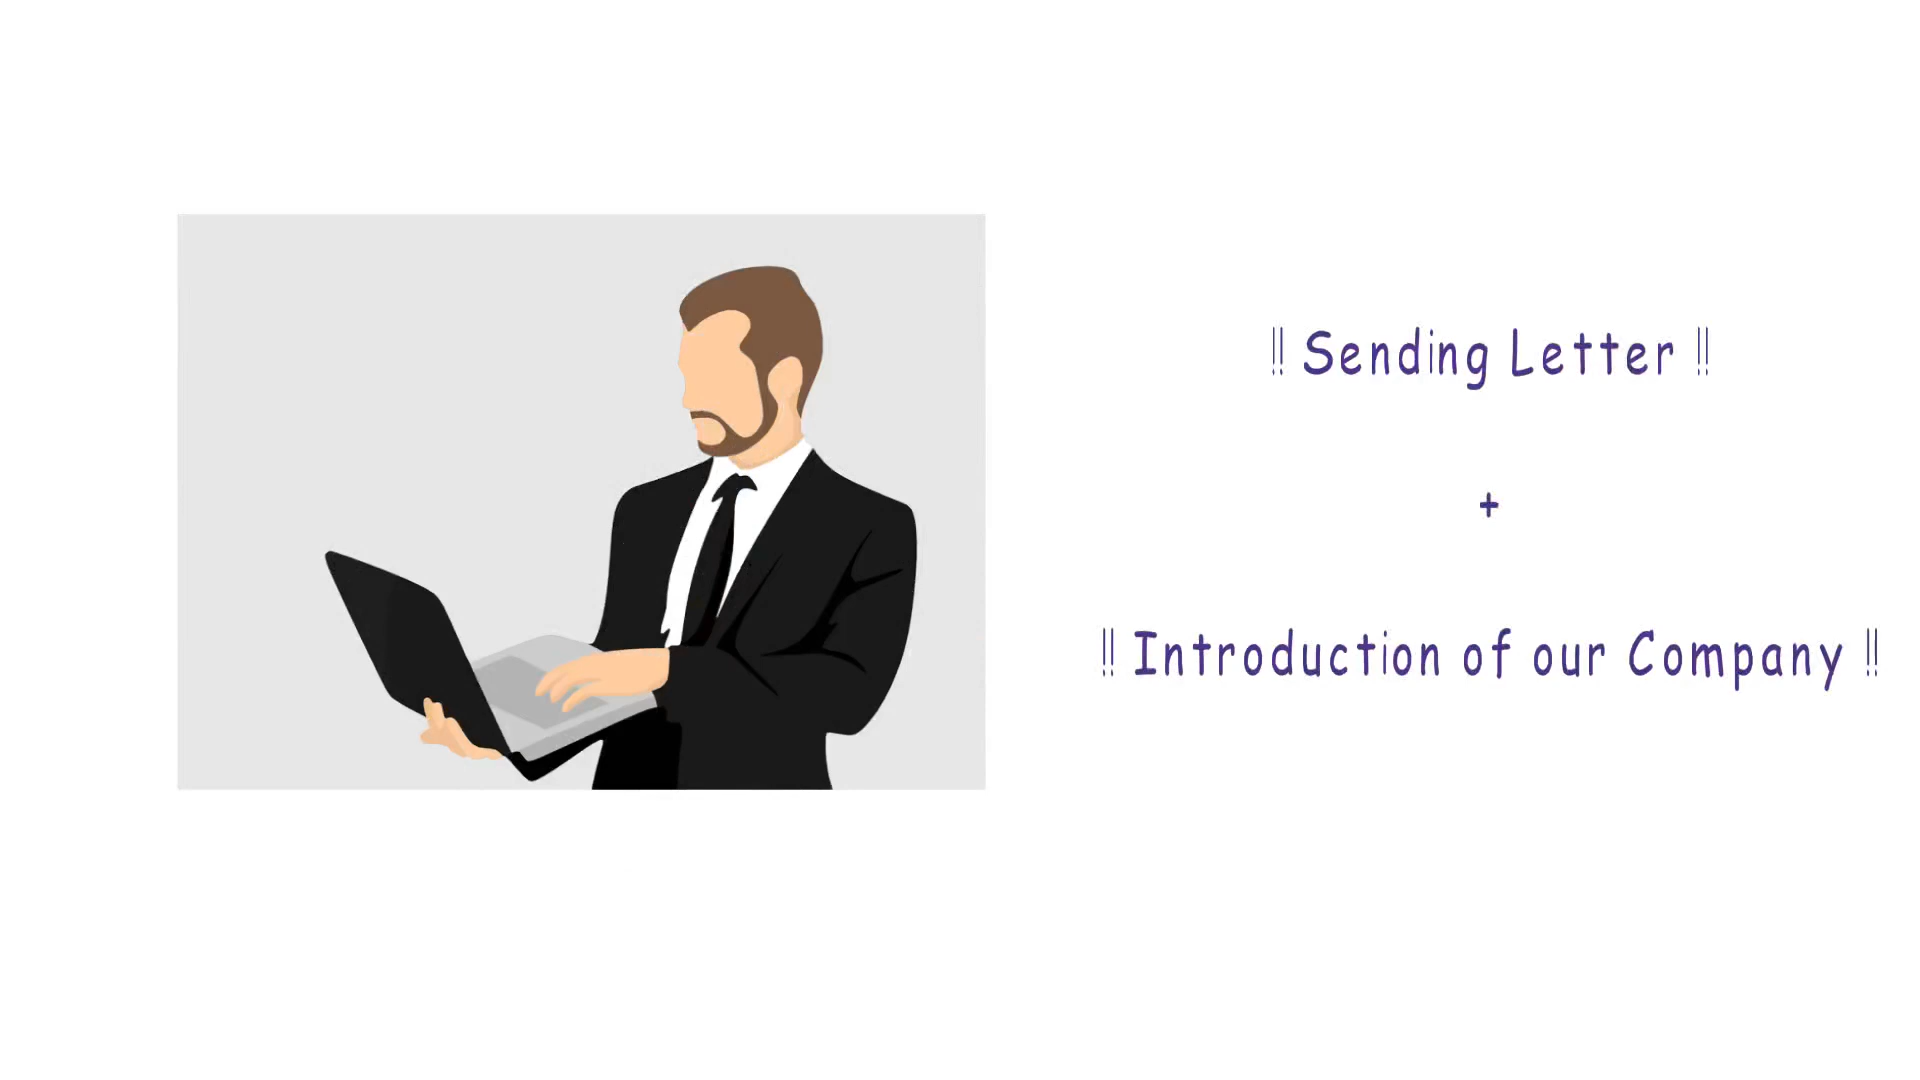 ‼ Sending Letter ‼
+
‼ Introduction of our Company ‼